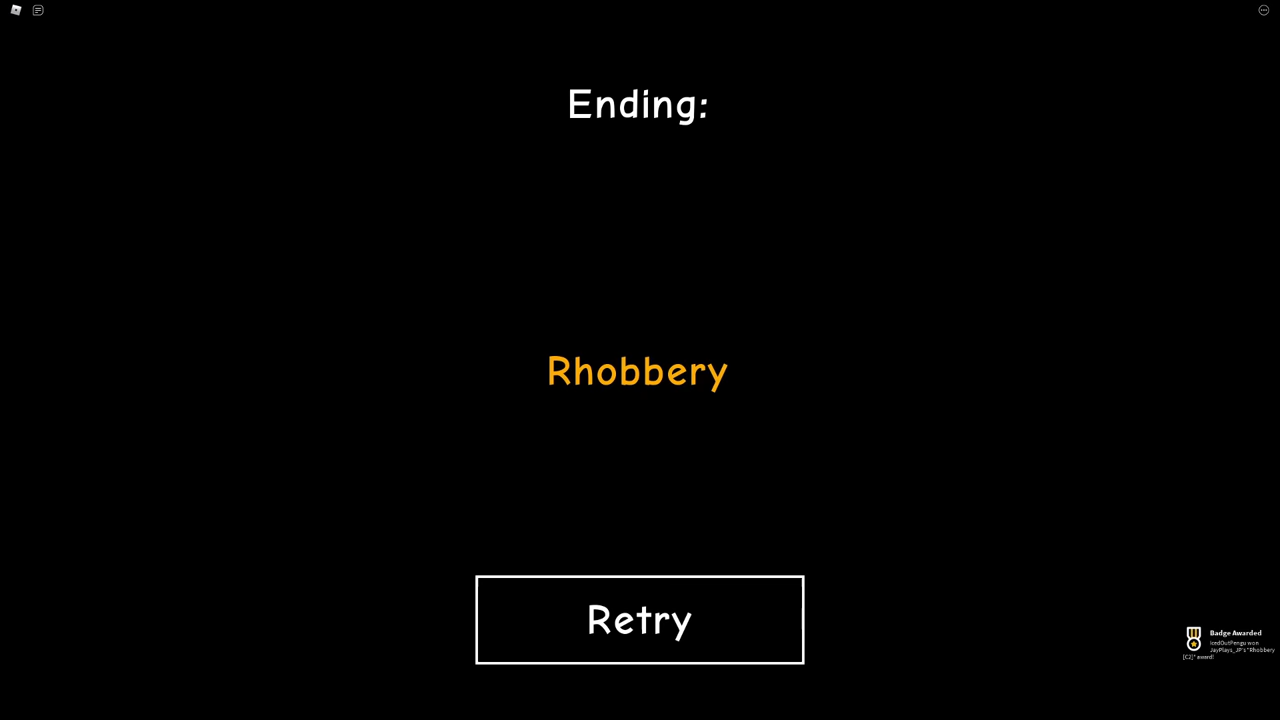 Ending:
Rhobbery
Retry
Badge Awarded
IcedOutPengu won
JayPlays_JP's "Rhobbery
[C2]" award!